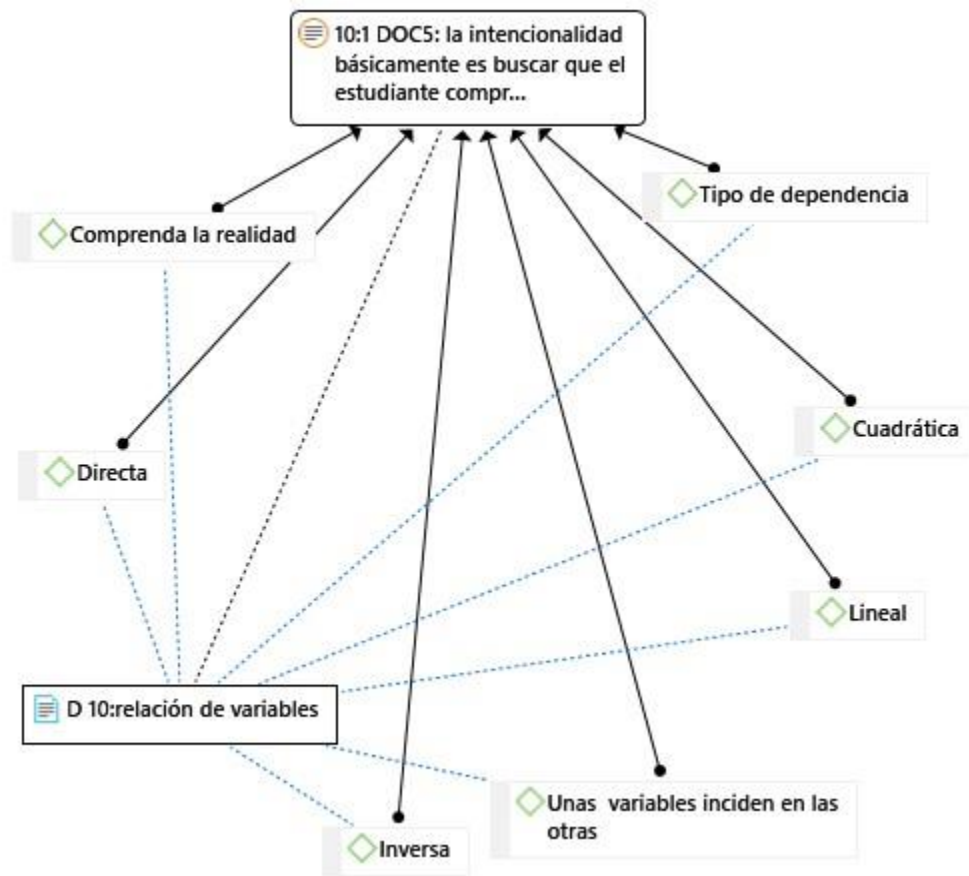 10:1 DOC5: la intencionalidad
básicamente es buscar que el
estudiante compr...
Tipo de dependencia
Comprenda la realidad
Cuadrática
Directa
Lineal
D 10:relación de variables
Unas variables inciden en las
otras
Inversa